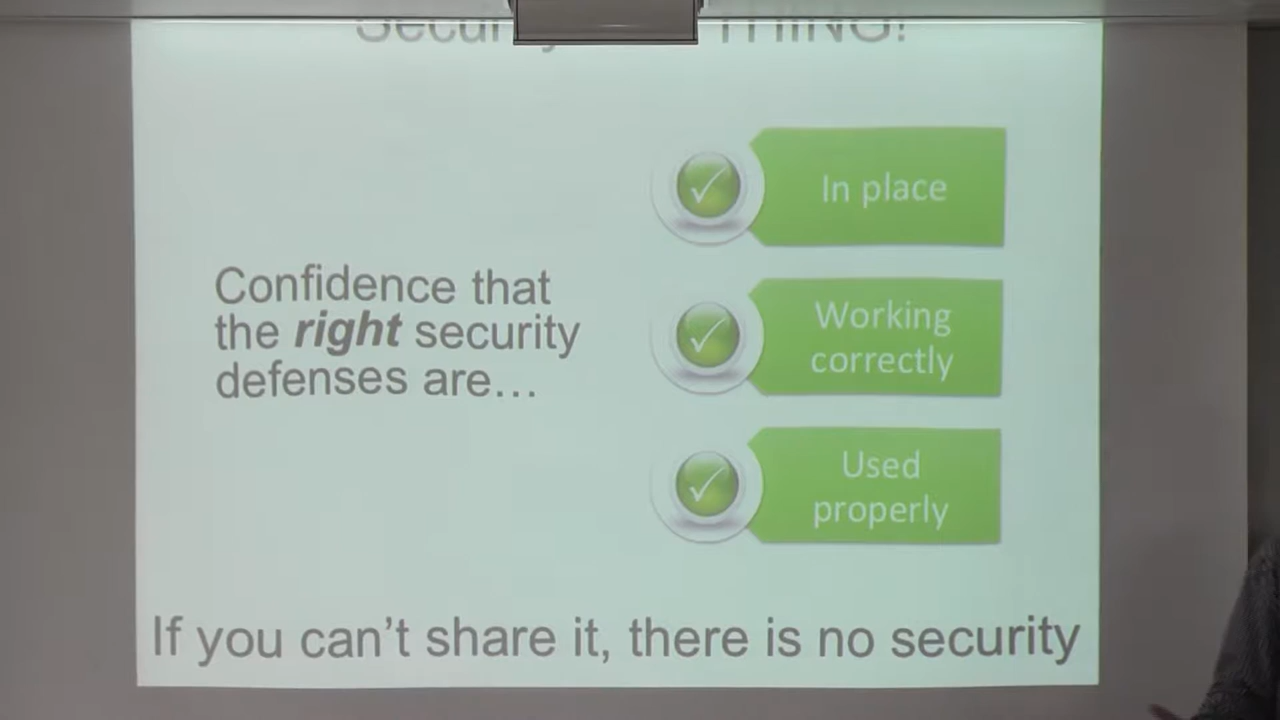 THING!
In place
Confidence that
the right security
defenses are...
Working
correctly
Used
properly
If you can't share it, there is no security